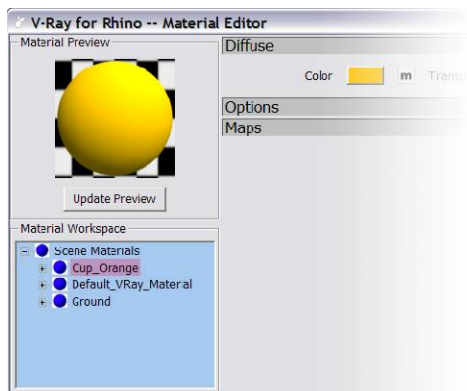 V-Ray for Rhino -- Material Editor
Material Preview
Diffuse
Color m Transp
Options
Maps
Update Preview
Material Workspace
Scene Materials
Cup_Orange
Default_VRay_Material
Ground